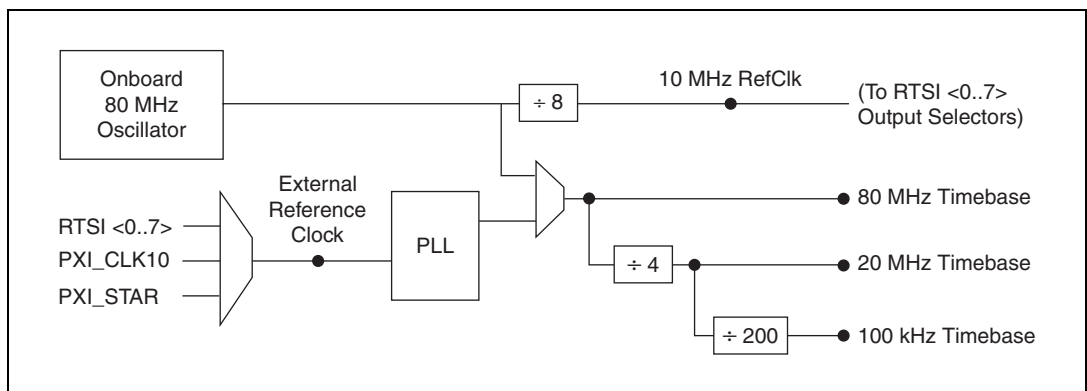 Onboard
80 MHz
Oscillator
÷ 8
10 MHz RefClk
(To RTSI <0..7>
Output Selectors)
External
Reference
Clock
RTSI <0..7>
PXI_CLK10
PXI_STAR
PLL
80 MHz Timebase
÷ 4
20 MHz Timebase
÷ 200
100 kHz Timebase